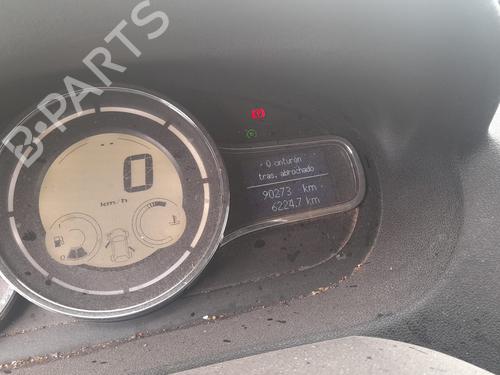 B.PARTS
0
km/h
0 cinturón
tras. abrochado
90273 km
6224.7 km